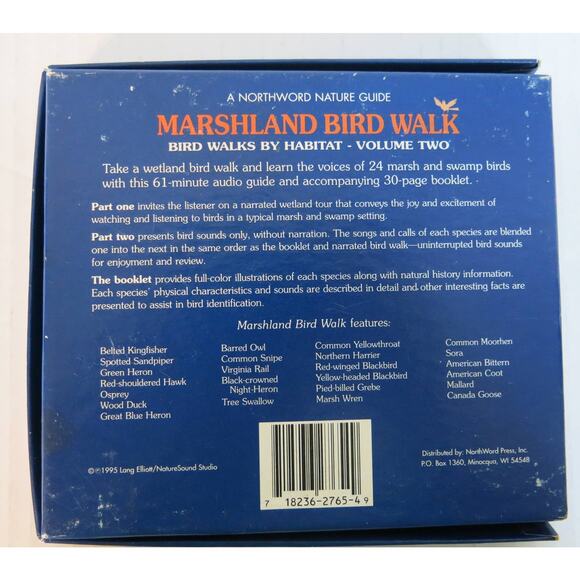 A NORTHWORD NATURE GUIDE
MARSHLAND BIRD WALK
BIRD WALKS BY HABITAT - VOLUME TWO
Take a wetland bird walk and learn the voices of 24 marsh and swamp birds
with this 61-minute audio guide and accompanying 30-page booklet.
Part one invites the listener on a narrated wetland tour that conveys the joy and excitement of
watching and listening to birds in a typical marsh and swamp setting.
Part two presents bird sounds only, without narration. The songs and calls of each species are blended
one into the next in the same order as the booklet and narrated bird walk—uninterrupted bird sounds
for enjoyment and review.
The booklet provides full-color illustrations of each species along with natural history information.
Each species' physical characteristics and sounds are described in detail and other interesting facts are
presented to assist in bird identification.
Marshland Bird Walk features:
Belted Kingfisher
Spotted Sandpiper
Green Heron
Red-shouldered Hawk
Osprey
Wood Duck
Great Blue Heron
Barred Owl
Common Snipe
Virginia Rail
Black-crowned
Night-Heron
Tree Swallow
Common Yellowthroat
Northern Harrier
Red-winged Blackbird
Yellow-headed Blackbird
Pied-billed Grebe
Marsh Wren
Common Moorhen
Sora
American Bittern
American Coot
Mallard
Canada Goose
©℗1995 Lang Elliott/NatureSound Studio
7 18236-2765-4 9
Distributed by: NorthWord Press, Inc.
P.O. Box 1360, Minocqua, WI 54548